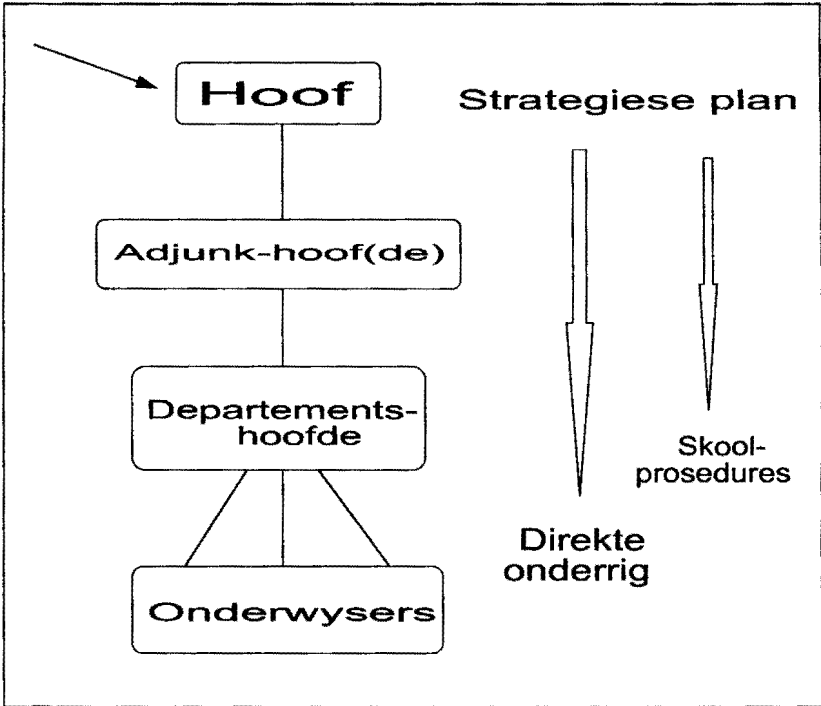 Hoof
Strategiese plan
Adjunk-hoof(de)
Departements-
hoofde
Skool-
prosedures
Direkte
onderrig
Onderwysers